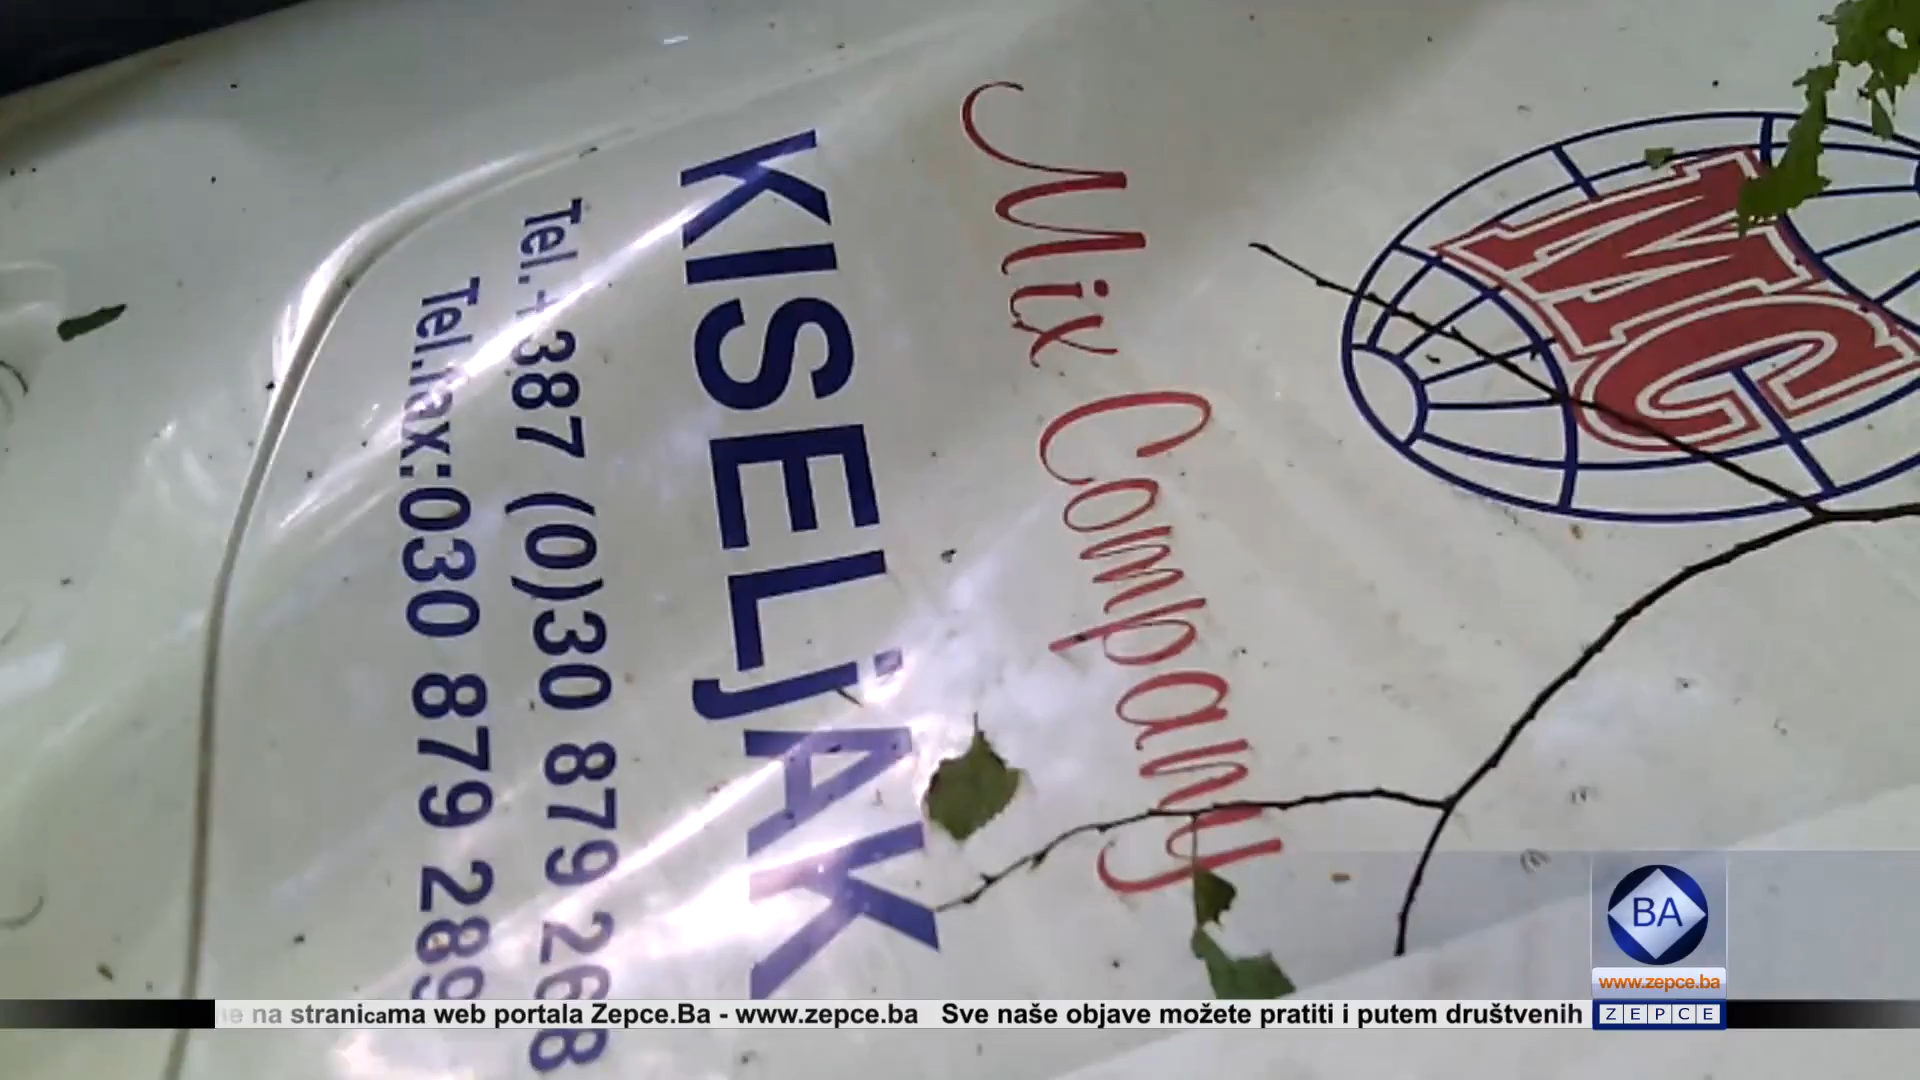 MC
Mix Company
KISELjAK
Tel.+387 (0)30 879 268
Tel.fax:030 879 289
BA
www.zepce.ba
ZEPCE
na stranicama web portala Zepce.Ba - www.zepce.ba Sve naše objave možete pratiti i putem društvenih